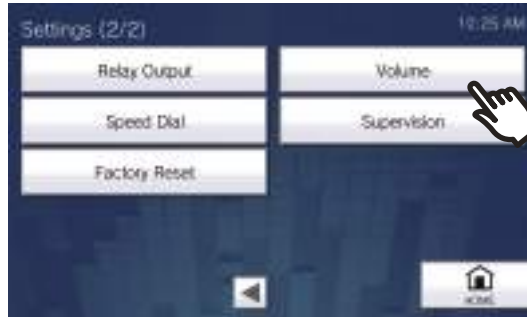 Settings (2/2)
10:25 AM
Relay Output
Volume
Speed Dial
Supervision
Factory Reset
HOME